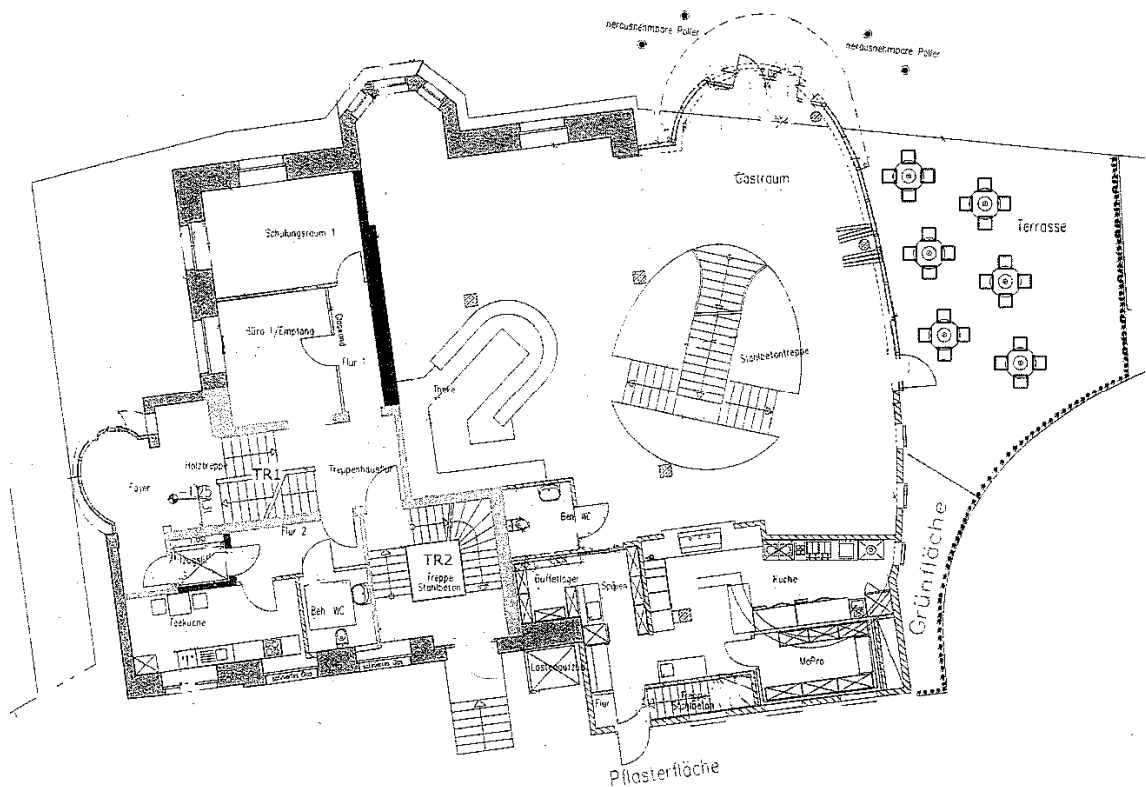 herausnehmbare Poller
herausnehmbare Poller
Gastraum
Terrasse
Schulungsraum 1
Büro 1/Empfang
Flur 1
Stahlbetontreppe
Theke
Holztreppe
TR1
Treppenhausflur
Foyer
Flur 2
Beh WC
TR2
Treppe
Stahlbeton
Buffetlager
Spülen
Küche
Grünfläche
Teeküche
Beh WC
Lastenaufzug
MoPro
Flur
Treppe
Stahlbeton
Pflasterfläche